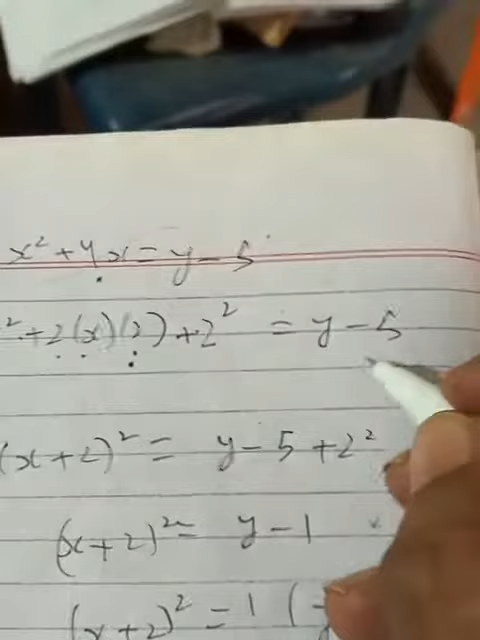 x² + 4x = y - 5
² + 2(x)(2) + 2² = y - 5
(x+2)² = y - 5 + 2²
(x+2)² = y - 1
(x+2)² = 1 (